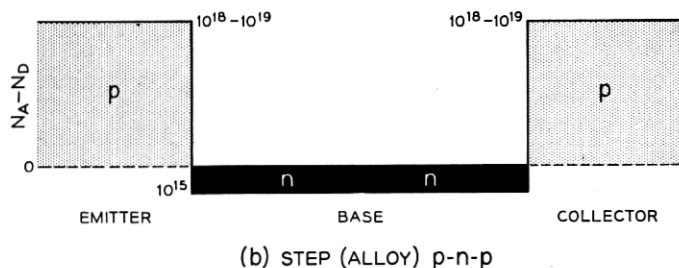 10¹⁸-10¹⁹ 10¹⁸-10¹⁹
p p
N_A-N_D
0
10¹⁵ n n
EMITTER BASE COLLECTOR
(b) STEP (ALLOY) p-n-p